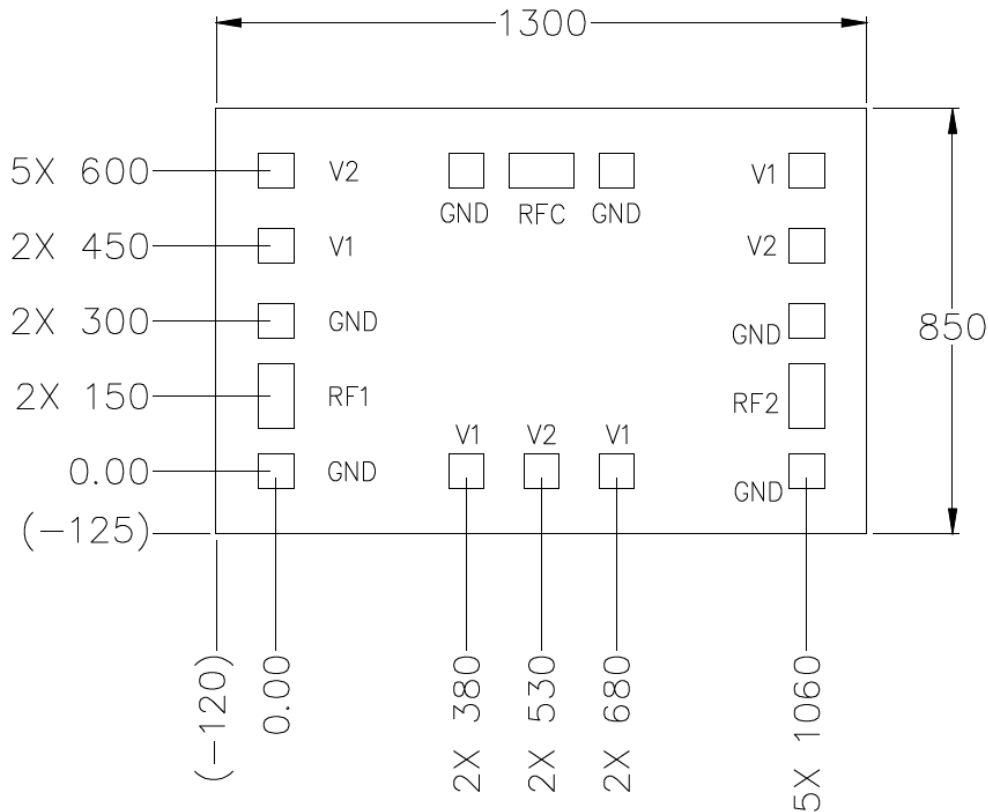 1300
5X 600
V2
V1
GND RFC GND
2X 450
V1
V2
2X 300
GND
GND
850
2X 150
RF1
RF2
V1 V2 V1
0.00
GND
GND
(-125)
(-120)
0.00
2X 380
2X 530
2X 680
5X 1060